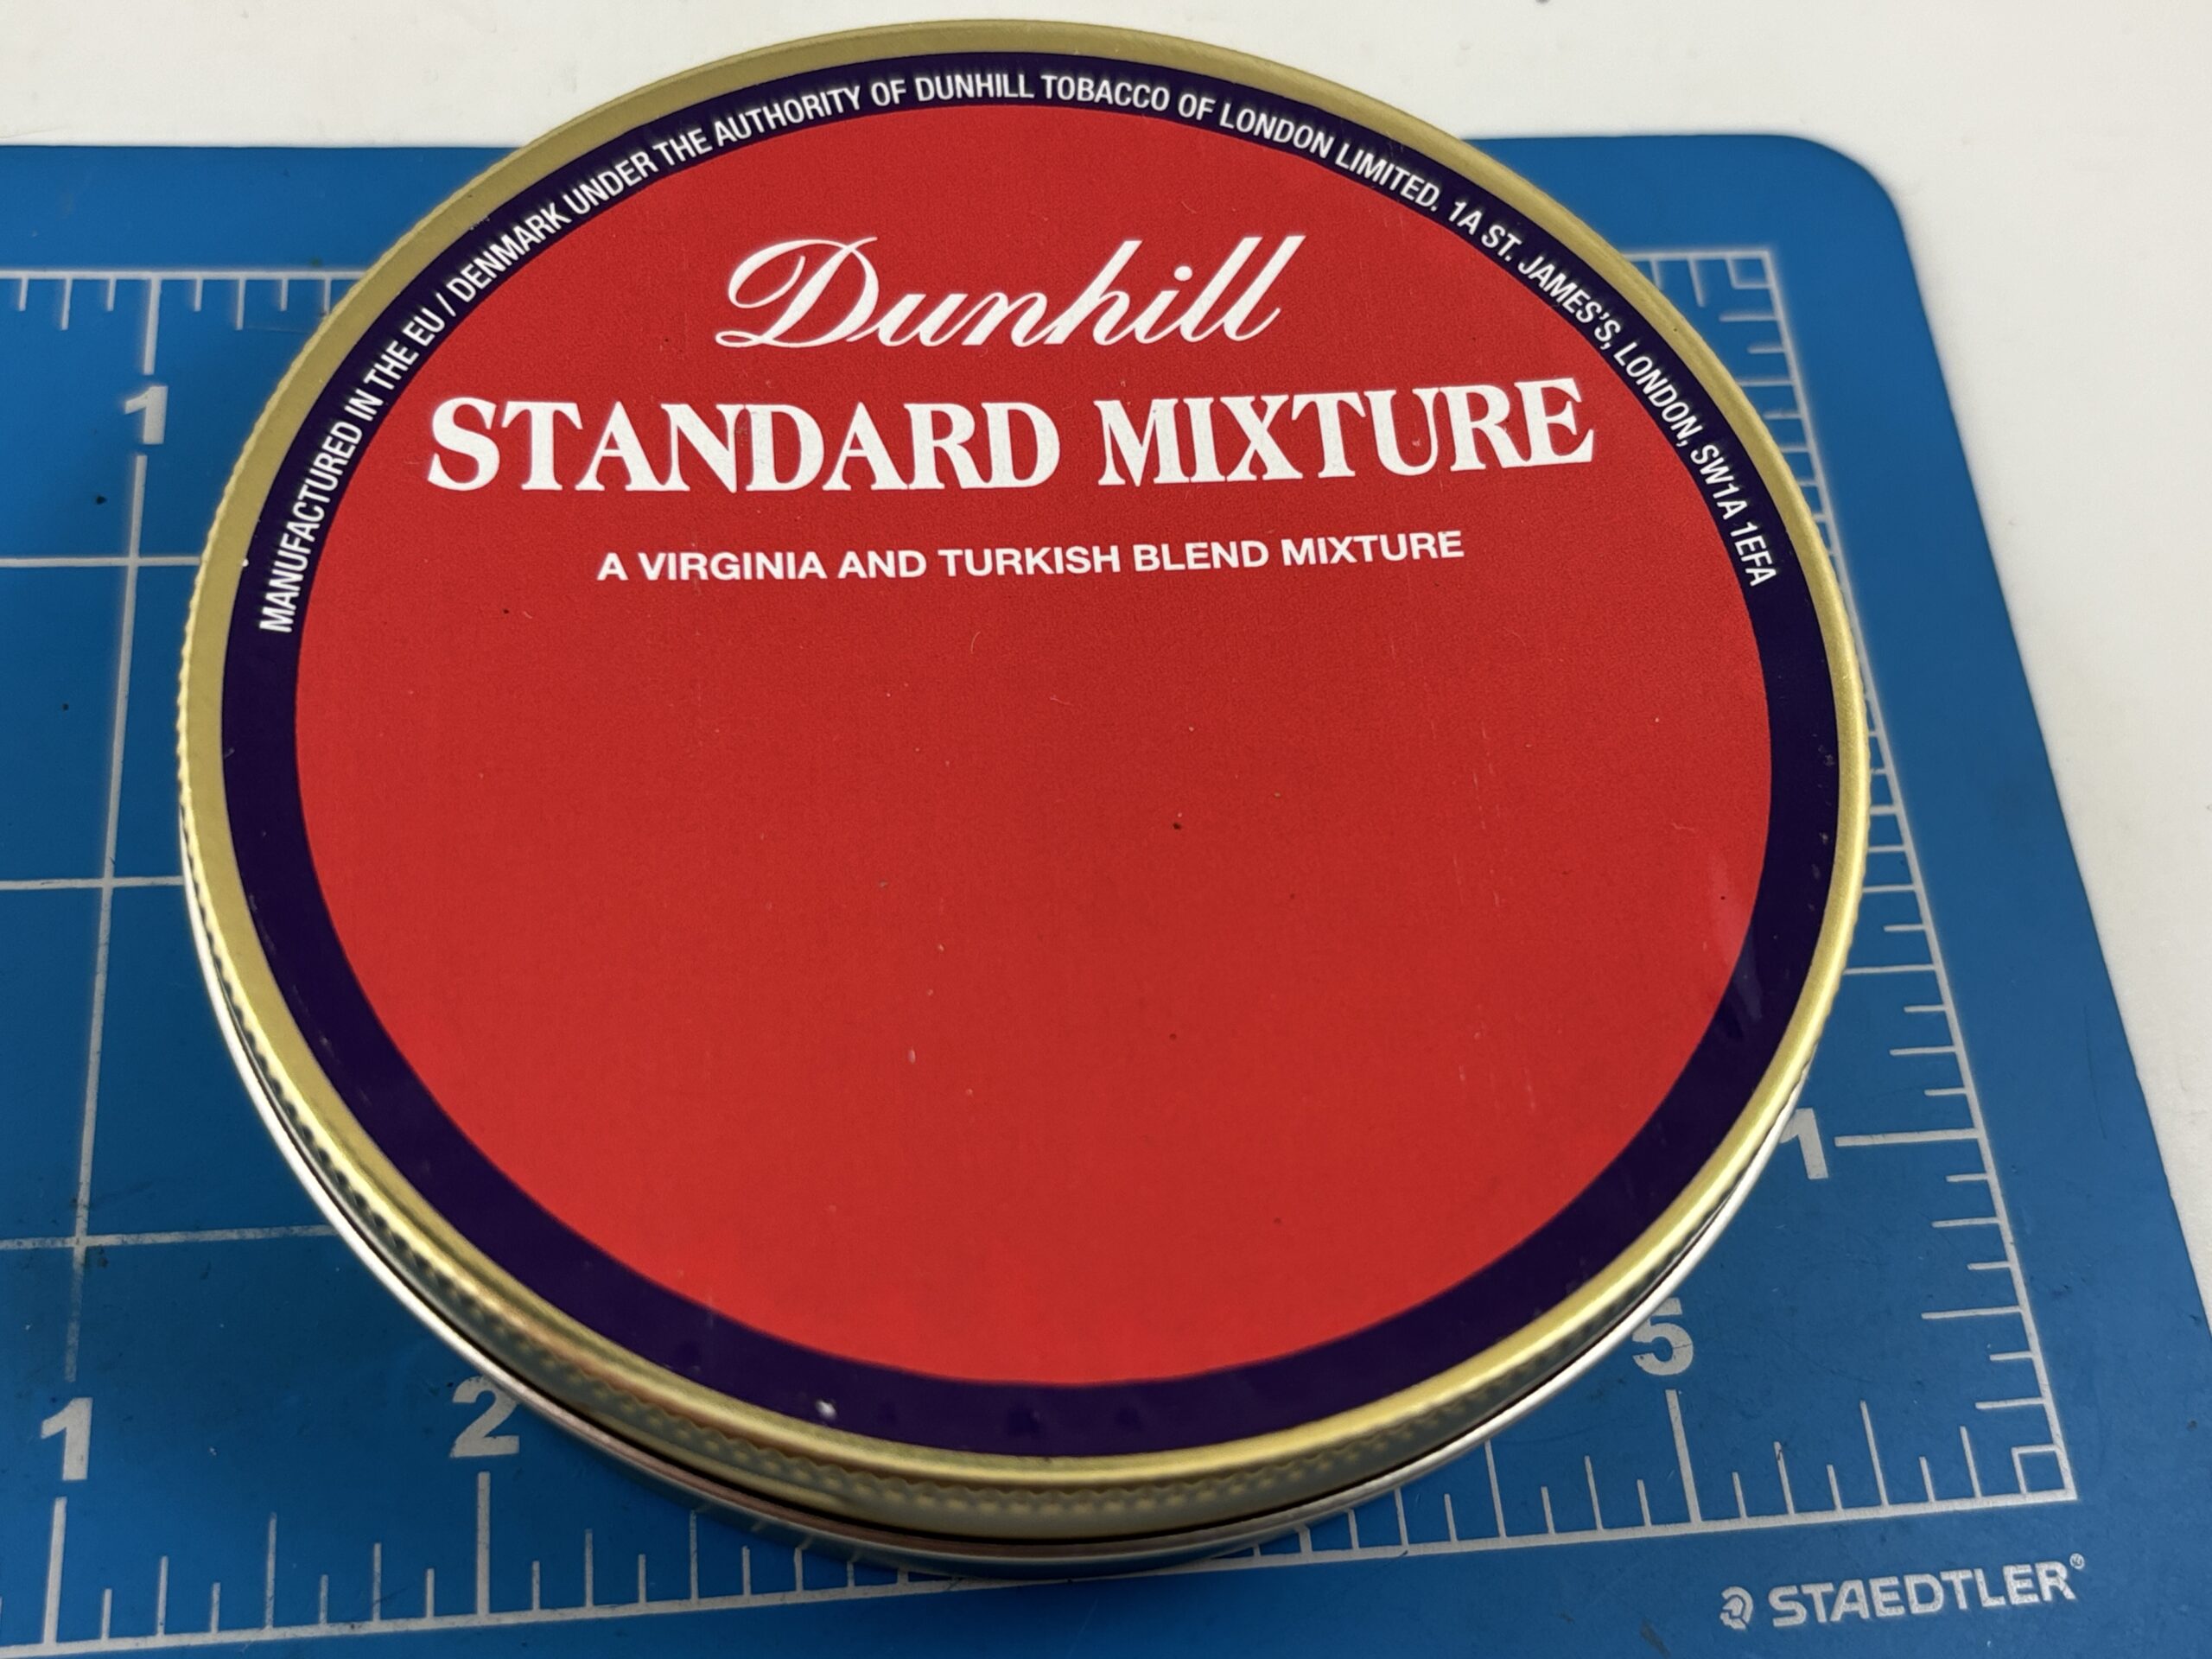 MANUFACTURED IN THE EU / DENMARK UNDER THE AUTHORITY OF DUNHILL TOBACCO OF LONDON LIMITED. 1A ST. JAMES'S, LONDON, SW1A 1EFA
Dunhill
STANDARD MIXTURE
A VIRGINIA AND TURKISH BLEND MIXTURE
1
1
5
1
2
STAEDTLER®